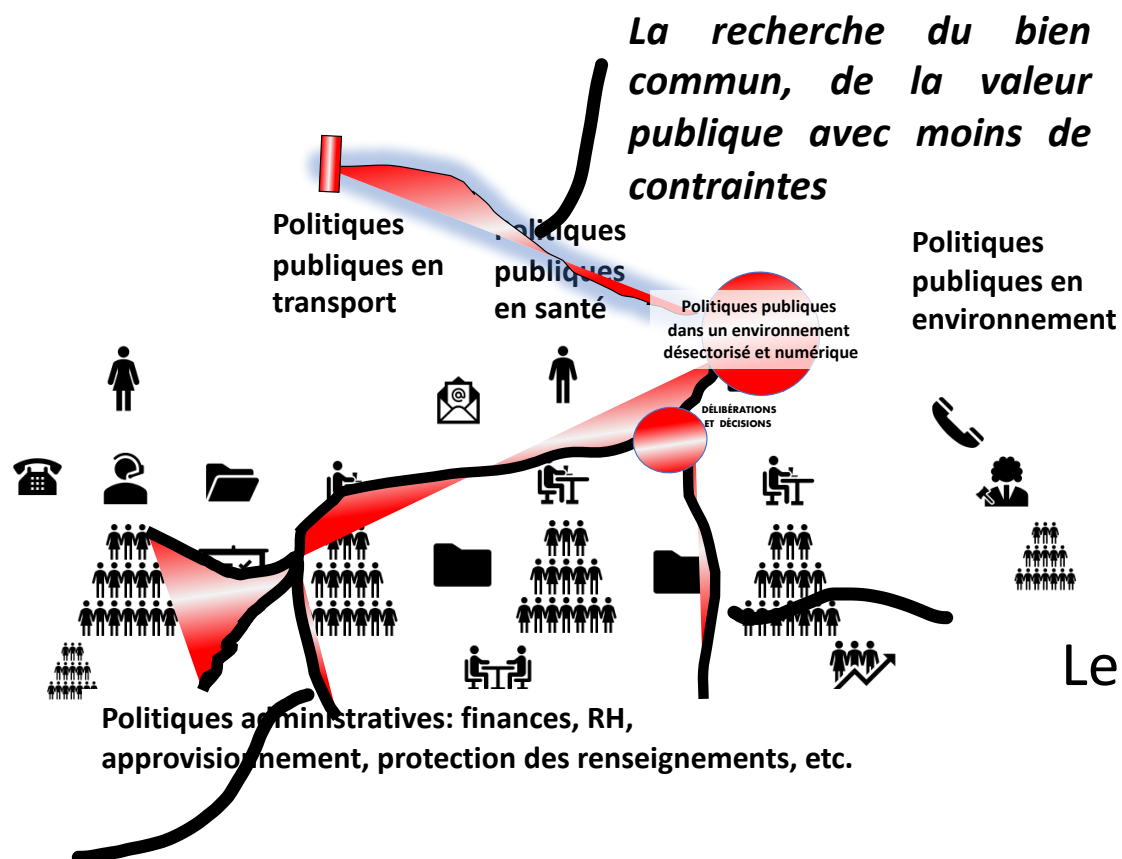 La recherche du bien
commun, de la valeur
publique avec moins de
contraintes
Politiques
publiques en
transport
Politiques
publiques
en santé
Politiques
publiques en
environnement
Politiques publiques
dans un environnement
désectorisé et numérique
@
DÉLIBÉRATIONS
ET DÉCISIONS
Le
Politiques administratives: finances, RH,
approvisionnement, protection des renseignements, etc.